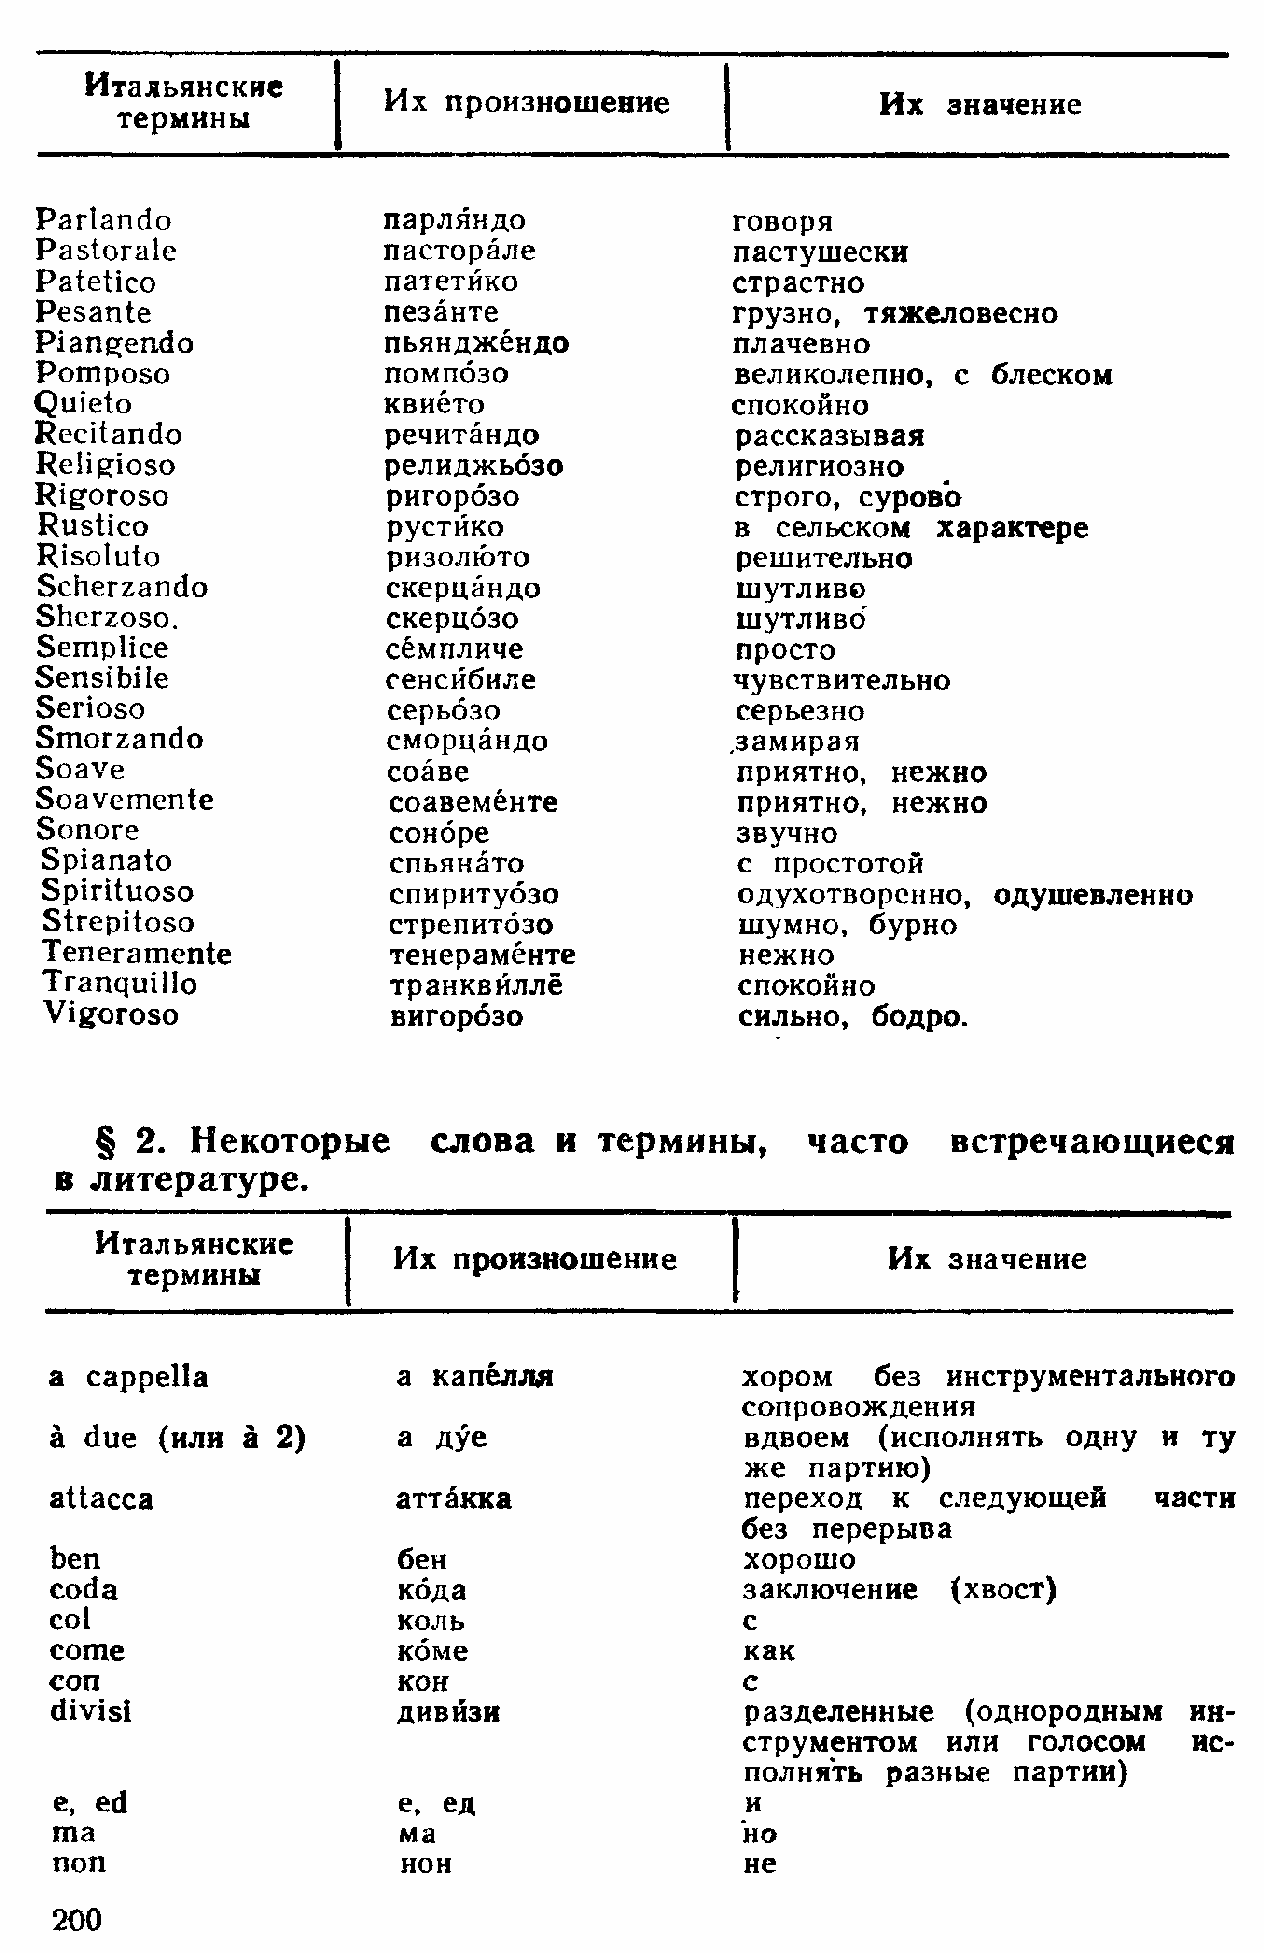 Итальянские
термины
Их произношение
Их значение
Parlando парля́ндо говоря
Pastorale пастора́ле пастушески
Patetico патети́ко страстно
Pesante пеза́нте грузно, тяжеловесно
Piangendo пьяндже́ндо плачевно
Pomposo помпо́зо великолепно, с блеском
Quieto квие́то спокойно
Recitando речита́ндо рассказывая
Religioso религджьо́зо религиозно
Rigoroso ригоро́зо строго, сурово
Rustico русти́ко в сельском характере
Risoluto ризолю́то решительно
Scherzando скерца́ндо шутливо
Sherzoso. скерцо́зо шутливо
Semplice се́мпличе просто
Sensibile сенси́биле чувствительно
Serioso серьо́зо серьезно
Smorzando сморца́ндо замирая
Soave соа́ве приятно, нежно
Soavemente соавеме́нте приятно, нежно
Sonore соно́ре звучно
Spianato спьяна́то с простотой
Spirituoso спиритуо́зо одухотворенно, одушевленно
Strepitoso стрепито́зо шумно, бурно
Teneramente тенераме́нте нежно
Tranquillo транкви́ллё спокойно
Vigoroso вигоро́зо сильно, бодро.
§ 2. Некоторые слова и термины, часто встречающиеся
в литературе.
Итальянские
термины
Их произношение
Их значение
a cappella а капе́лля хором без инструментального
сопровождения
à due (или à 2) а ду́е вдвоем (исполнять одну и ту
же партию)
attacca атта́кка переход к следующей части
без перерыва
ben бен хорошо
coda ко́да заключение (хвост)
col коль с
come ко́ме как
con кон с
divisi диви́зи разделенные (однородным ин-
струментом или голосом ис-
полнять разные партии)
e, ed е, ед и
ma ма но
non нон не
200